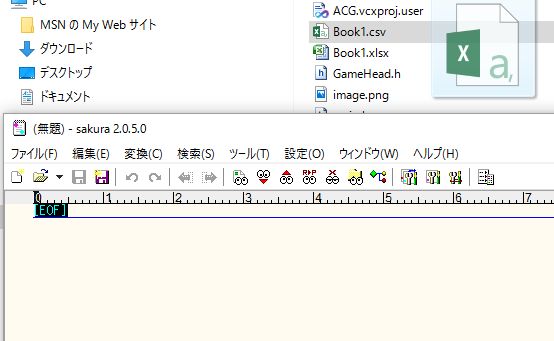 PC
MSN の My Web サイト
ダウンロード
デスクトップ
ドキュメント
ACG.vcxproj.user
Book1.csv
Book1.xlsx
GameHead.h
image.png
X a,
(無題) - sakura 2.0.5.0
ファイル(F) 編集(E) 変換(C) 検索(S) ツール(T) 設定(O) ウィンドウ(W) ヘルプ(H)
0 1 2 3 4 5 6 7
[EOF]